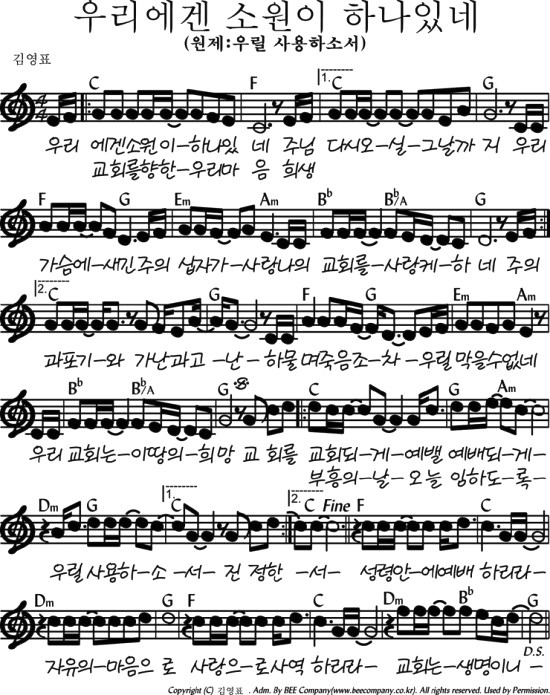 우리에겐 소원이 하나있네
(원제:우릴 사용하소서)
김영표
C F 1. C G
우리 에겐소원이-하나있 네 주님 다시오-실-그날까 지 우리
교회를향한-우리마 음 희생
F G Em Am Bb Bb/A G
가슴에-새긴주의 십자가-사랑나의 교회를-사랑케-하 네 주의
2. C F G Em Am
과포기-와 가난과고-난-하물며죽음조-차-우릴막을수없네
Bb Bb/A G C G Am
우리 교회는-이땅의-희망 교 회를 교회되-게-예밸 예배되-게-
부흥의-날-오늘 임하도-록-
Dm G 1. C G 2. C Fine F C
우릴사용하-소-서-진 정한 -서- 성령안-에예배 하리라-
Dm G C F C Dm Bb G
자유의-마음으 로 사랑으-로사역 하리라- 교회는-생명이니-
D.S.
Copyright (C) 김영표 . Adm. By BEE Company(www.beecompany.co.kr). All rights reserved. Used by Permission.